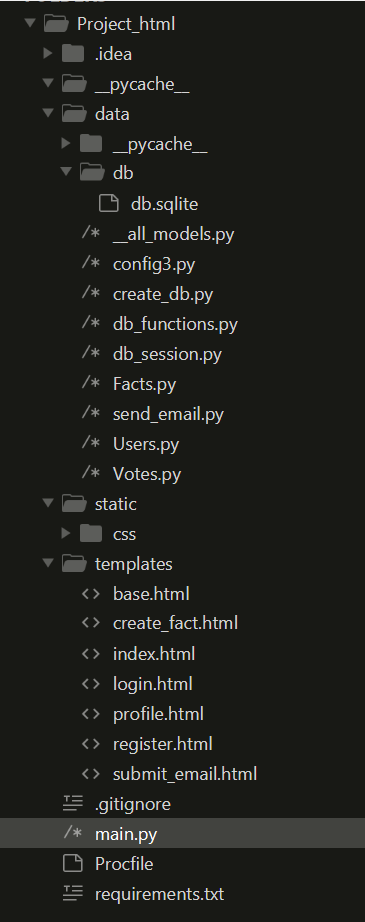 Project_html
.idea
__pycache__
data
__pycache__
db
db.sqlite
__all_models.py
config3.py
create_db.py
db_functions.py
db_session.py
Facts.py
send_email.py
Users.py
Votes.py
static
css
templates
base.html
create_fact.html
index.html
login.html
profile.html
register.html
submit_email.html
.gitignore
main.py
Procfile
requirements.txt